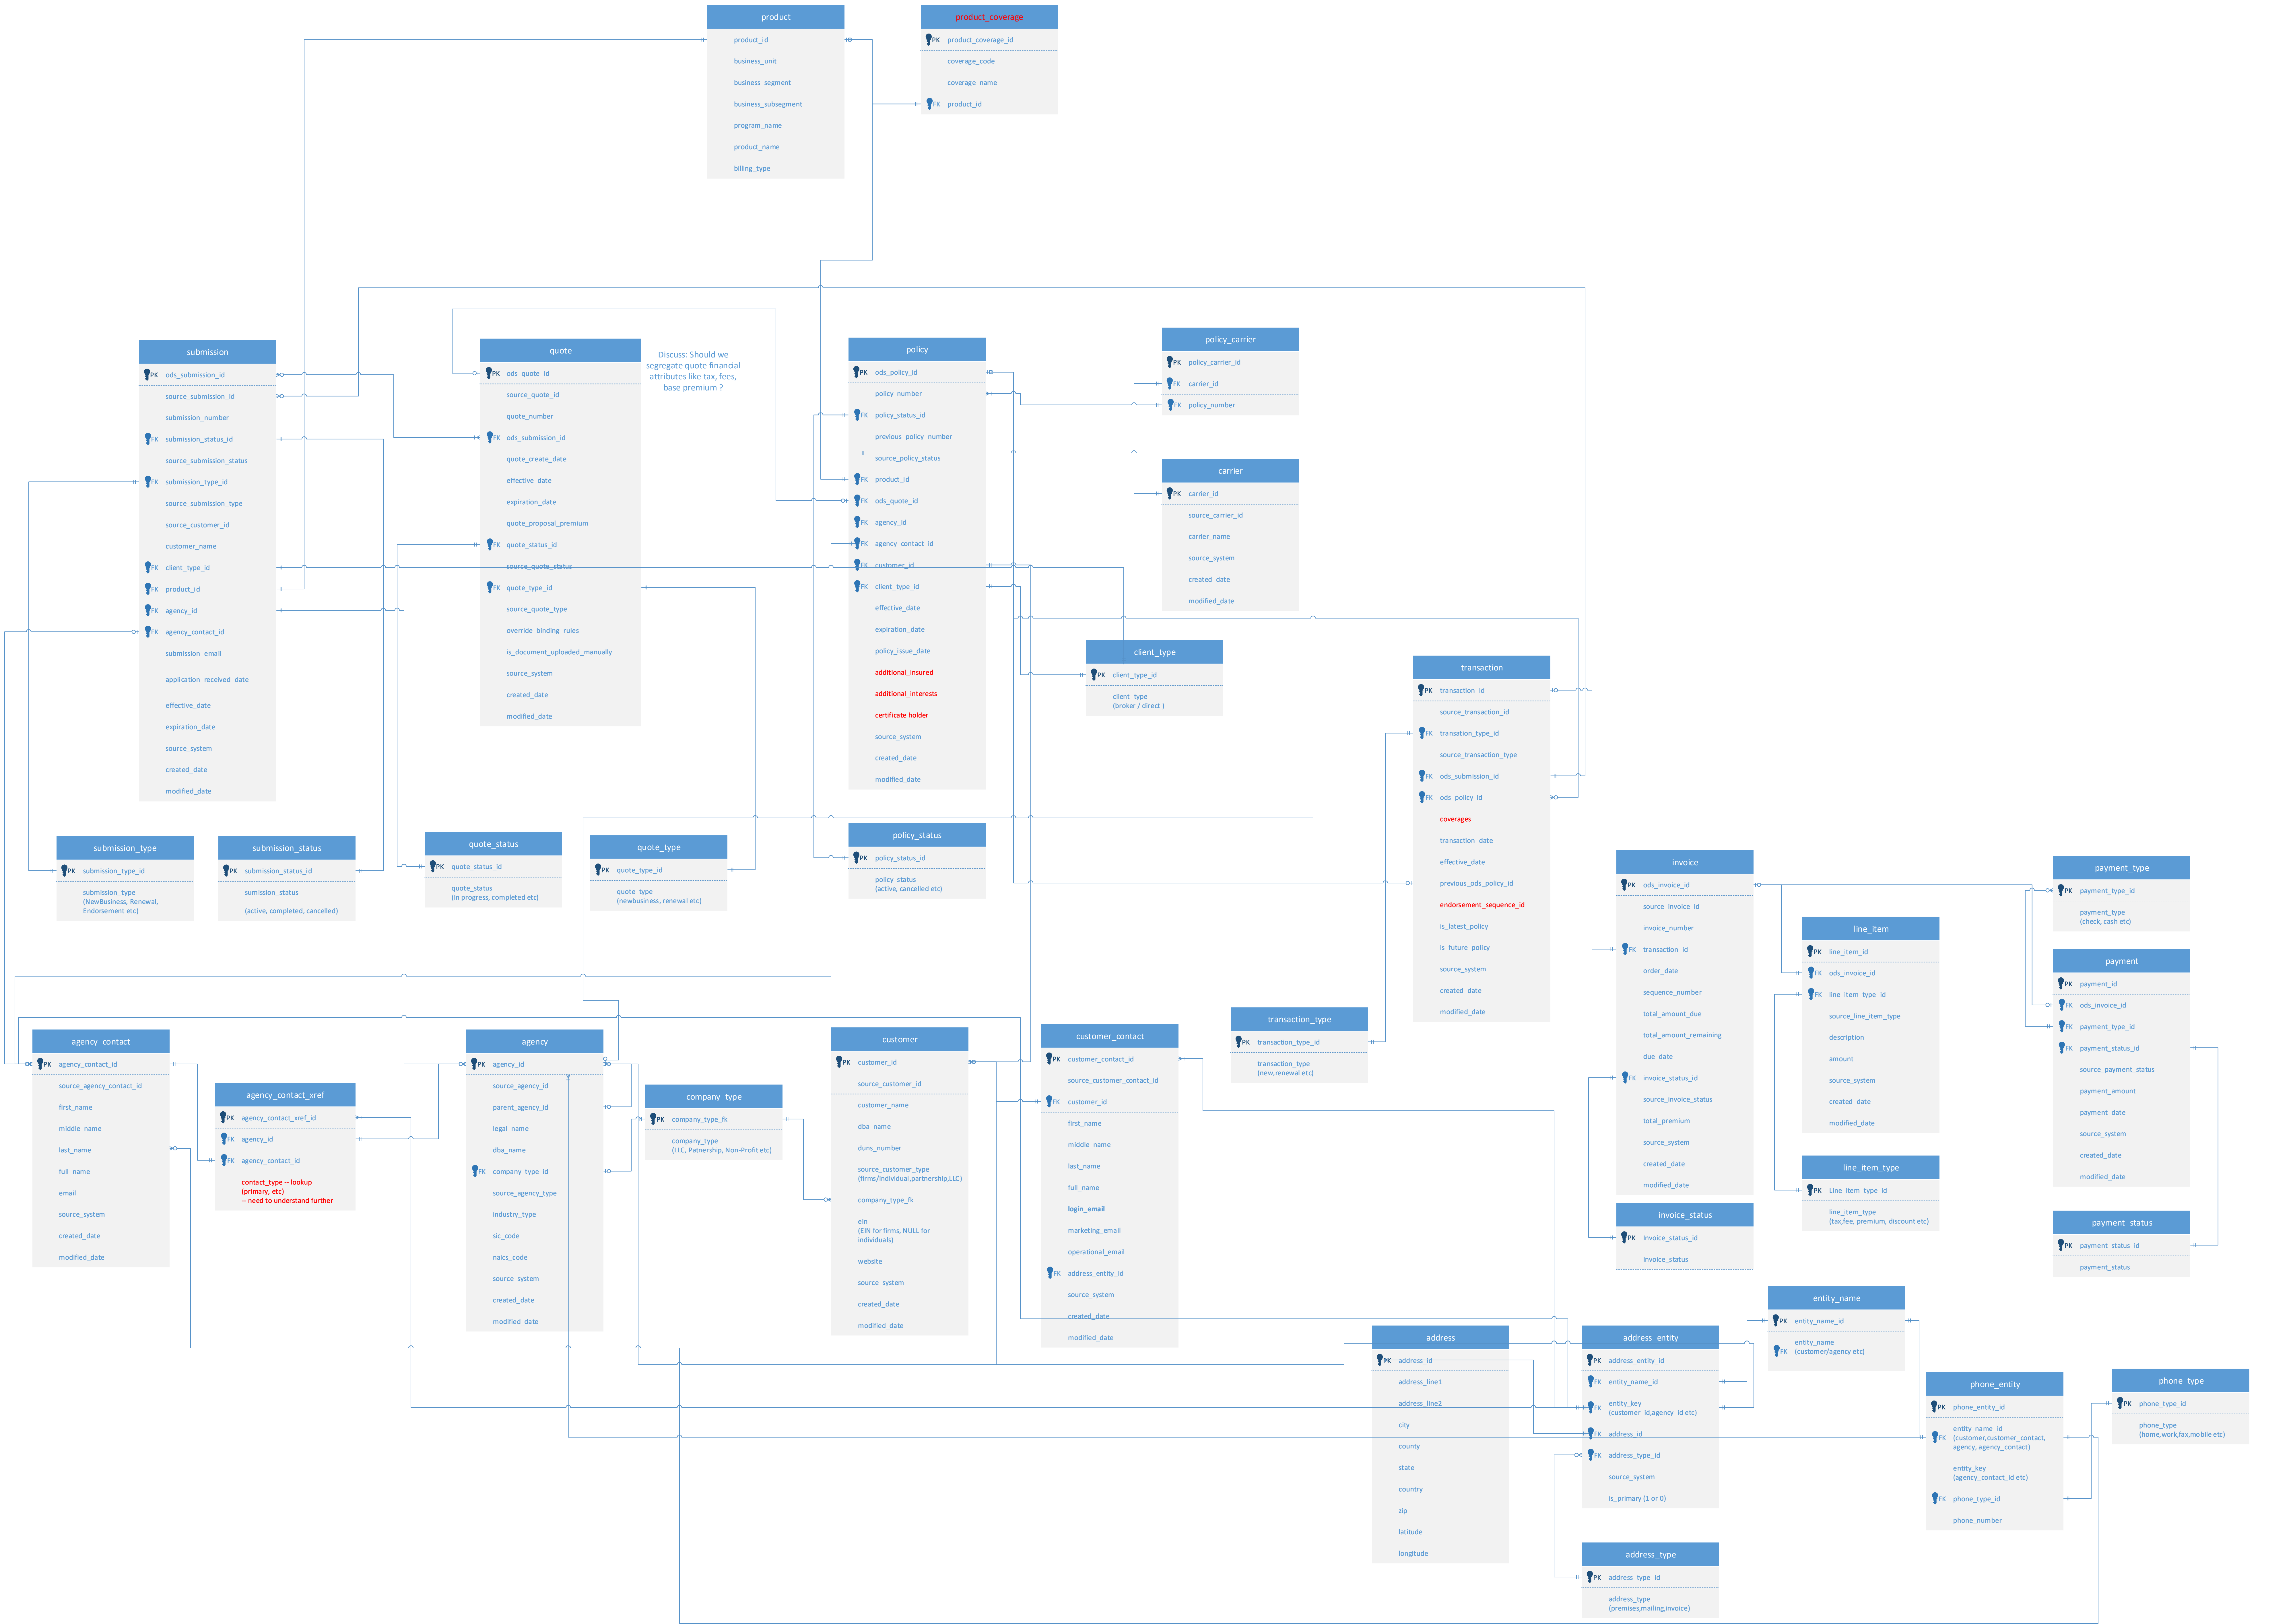 product
product_id
business_unit
business_segment
business_subsegment
program_name
product_name
billing_type
product_coverage
PK product_coverage_id
coverage_code
coverage_name
FK product_id
submission
PK ods_submission_id
source_submission_id
submission_number
FK submission_status_id
source_submission_status
FK submission_type_id
source_submission_type
source_customer_id
customer_name
FK client_type_id
FK product_id
FK agency_id
FK agency_contact_id
submission_email
application_received_date
effective_date
expiration_date
source_system
created_date
modified_date
quote
PK ods_quote_id
source_quote_id
quote_number
FK ods_submission_id
quote_create_date
effective_date
expiration_date
quote_proposal_premium
FK quote_status_id
source_quote_status
FK quote_type_id
source_quote_type
override_binding_rules
is_document_uploaded_manually
source_system
created_date
modified_date
Discuss: Should we
segregate quote financial
attributes like tax, fees,
base premium ?
policy
PK ods_policy_id
policy_number
FK policy_status_id
previous_policy_number
source_policy_status
FK product_id
FK ods_quote_id
FK agency_id
FK agency_contact_id
FK customer_id
FK client_type_id
effective_date
expiration_date
policy_issue_date
additional_insured
additional_interests
certificate holder
source_system
created_date
modified_date
policy_carrier
PK policy_carrier_id
FK carrier_id
FK policy_number
carrier
PK carrier_id
source_carrier_id
carrier_name
source_system
created_date
modified_date
client_type
PK client_type_id
client_type
(broker / direct )
transaction
PK transaction_id
source_transaction_id
FK transation_type_id
source_transaction_type
FK ods_submission_id
FK ods_policy_id
coverages
transaction_date
effective_date
previous_ods_policy_id
endorsement_sequence_id
is_latest_policy
is_future_policy
source_system
created_date
modified_date
submission_type
PK submission_type_id
submission_type
(NewBusiness, Renewal,
Endorsement etc)
submission_status
PK submission_status_id
sumission_status
(active, completed, cancelled)
quote_status
PK quote_status_id
quote_status
(In progress, completed etc)
quote_type
PK quote_type_id
quote_type
(newbusiness, renewal etc)
policy_status
PK policy_status_id
policy_status
(active, cancelled etc)
invoice
PK ods_invoice_id
source_invoice_id
invoice_number
FK transaction_id
order_date
sequence_number
total_amount_due
total_amount_remaining
due_date
FK invoice_status_id
source_invoice_status
total_premium
source_system
created_date
modified_date
line_item
PK line_item_id
FK ods_invoice_id
FK line_item_type_id
source_line_item_type
description
amount
source_system
created_date
modified_date
payment_type
PK payment_type_id
payment_type
(check, cash etc)
payment
PK payment_id
FK ods_invoice_id
FK payment_type_id
FK payment_status_id
source_payment_status
payment_amount
payment_date
source_system
created_date
modified_date
line_item_type
PK Line_item_type_id
line_item_type
(tax,fee, premium, discount etc)
invoice_status
PK Invoice_status_id
Invoice_status
payment_status
PK payment_status_id
payment_status
transaction_type
PK transaction_type_id
transaction_type
(new,renewal etc)
agency_contact
PK agency_contact_id
source_agency_contact_id
first_name
middle_name
last_name
full_name
email
source_system
created_date
modified_date
agency_contact_xref
PK agency_contact_xref_id
FK agency_id
FK agency_contact_id
contact_type -- lookup
(primary, etc)
-- need to understand further
agency
PK agency_id
source_agency_id
parent_agency_id
legal_name
dba_name
FK company_type_id
source_agency_type
industry_type
sic_code
naics_code
source_system
created_date
modified_date
company_type
PK company_type_fk
company_type
(LLC, Patnership, Non-Profit etc)
customer
PK customer_id
source_customer_id
customer_name
dba_name
duns_number
source_customer_type
(firms/individual,partnership,LLC)
company_type_fk
ein
(EIN for firms, NULL for
individuals)
website
source_system
created_date
modified_date
customer_contact
PK customer_contact_id
source_customer_contact_id
FK customer_id
first_name
middle_name
last_name
full_name
login_email
marketing_email
operational_email
FK address_entity_id
source_system
created_date
modified_date
address
PK address_id
address_line1
address_line2
city
county
state
country
zip
latitude
longitude
address_entity
PK address_entity_id
FK entity_name_id
FK entity_key
(customer_id,agency_id etc)
FK address_id
FK address_type_id
source_system
is_primary (1 or 0)
entity_name
PK entity_name_id
FK entity_name
(customer/agency etc)
phone_entity
PK phone_entity_id
FK entity_name_id
(customer,customer_contact,
agency, agency_contact)
entity_key
(agency_contact_id etc)
FK phone_type_id
phone_number
phone_type
PK phone_type_id
phone_type
(home,work,fax,mobile etc)
address_type
PK address_type_id
address_type
(premises,mailing,invoice)